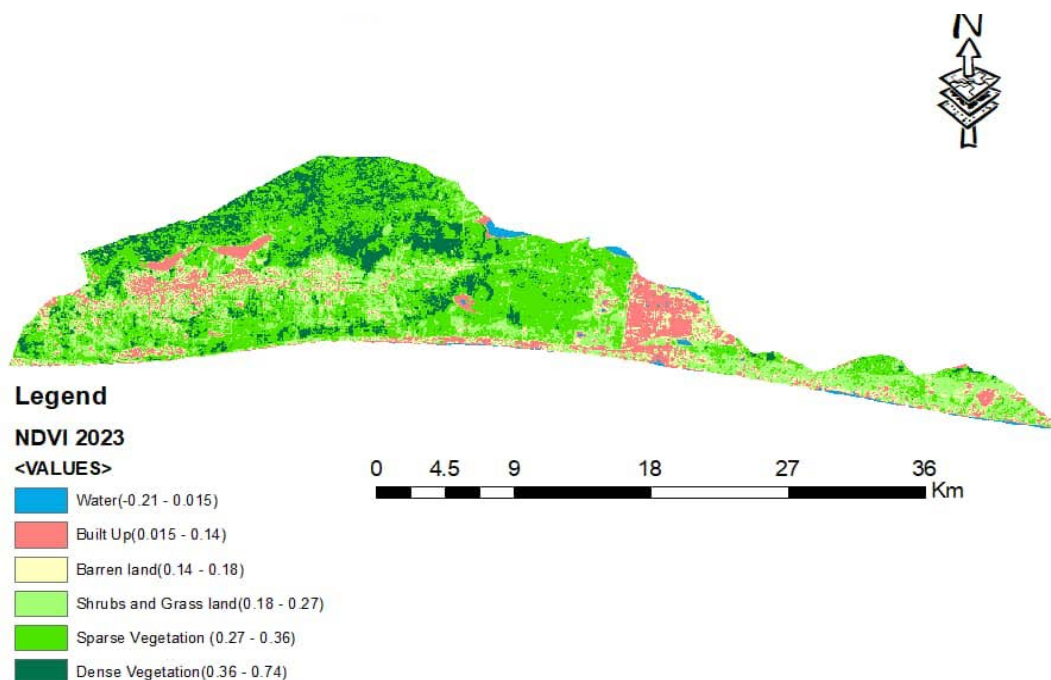 N
Legend
NDVI 2023
<VALUES>
Water(-0.21 - 0.015)
Built Up(0.015 - 0.14)
Barren land(0.14 - 0.18)
Shrubs and Grass land(0.18 - 0.27)
Sparse Vegetation (0.27 - 0.36)
Dense Vegetation(0.36 - 0.74)
0 4.5 9 18 27 36
Km